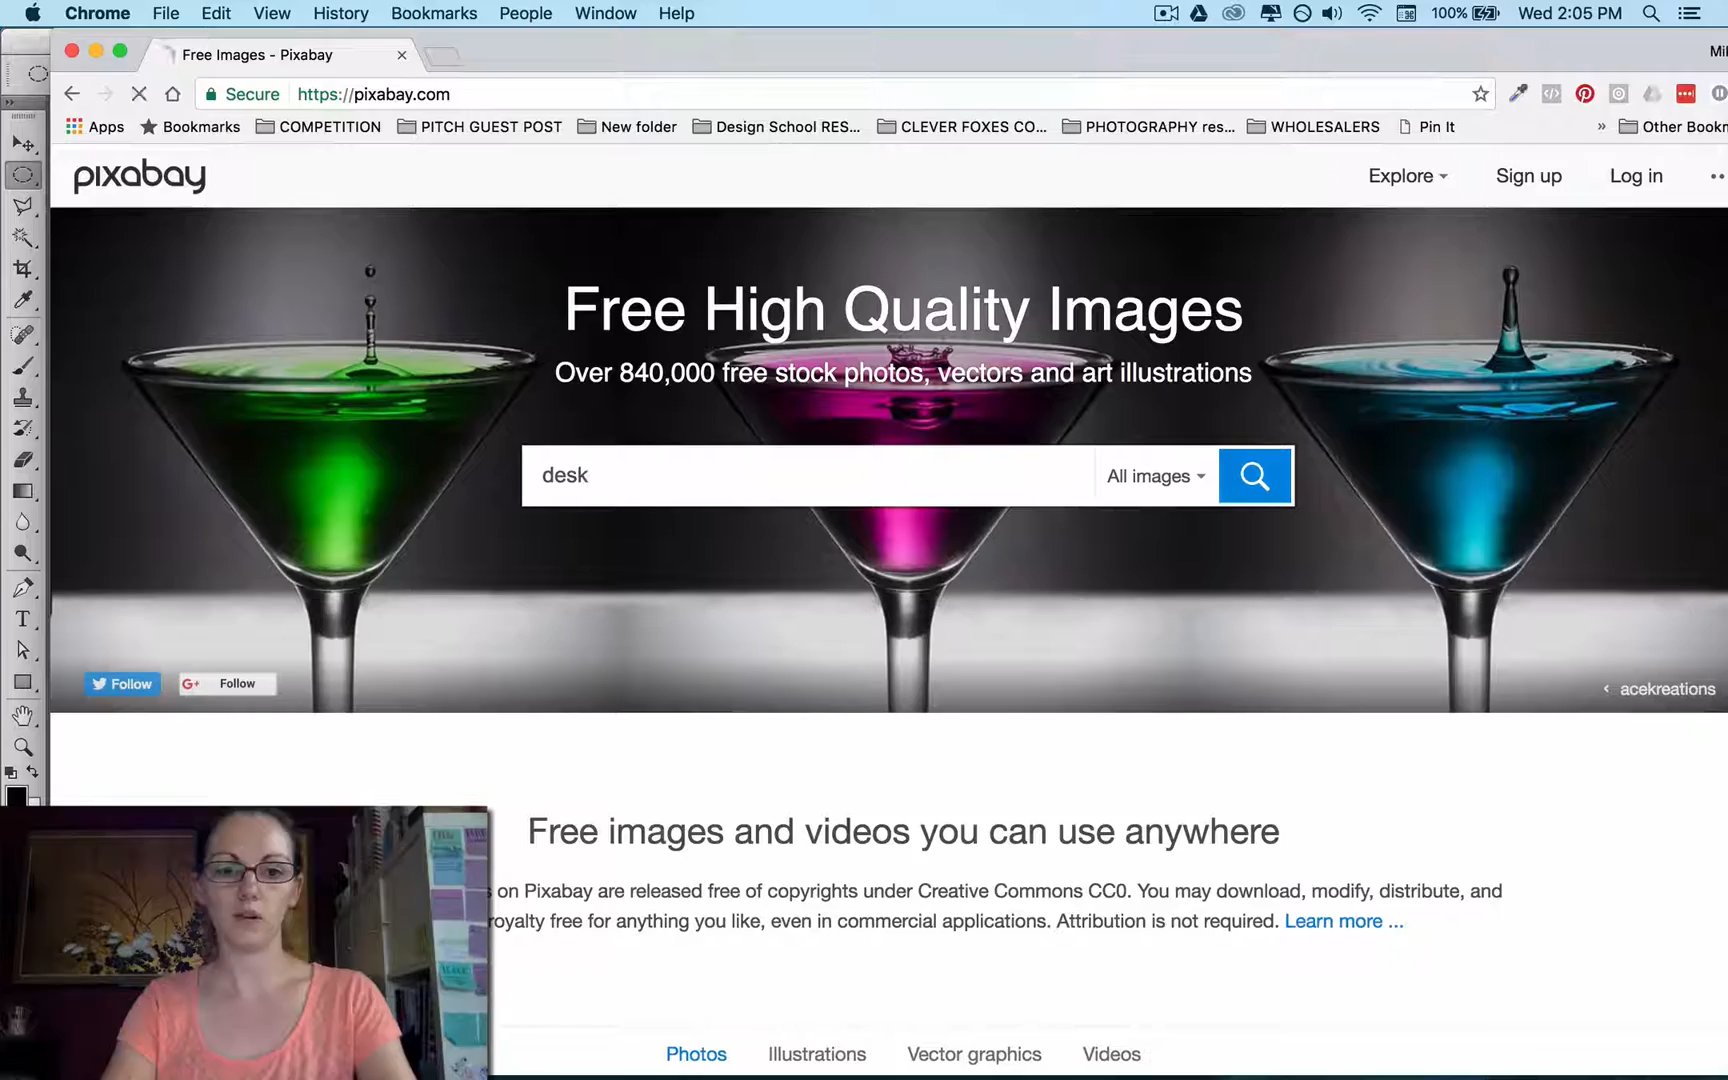 Chrome File Edit View History Bookmarks People Window Help 100% Wed 2:05 PM
Free Images - Pixabay
Secure https://pixabay.com
Apps Bookmarks COMPETITION PITCH GUEST POST New folder Design School RES... CLEVER FOXES CO... PHOTOGRAPHY res... WHOLESALERS Pin It » Other Bookm
pixabay Explore Sign up Log in
Free High Quality Images
Over 840,000 free stock photos, vectors and art illustrations
desk All images
Follow G+ Follow ‹ acekreations
Free images and videos you can use anywhere
on Pixabay are released free of copyrights under Creative Commons CC0. You may download, modify, distribute, and
royalty free for anything you like, even in commercial applications. Attribution is not required. Learn more ...
Photos Illustrations Vector graphics Videos